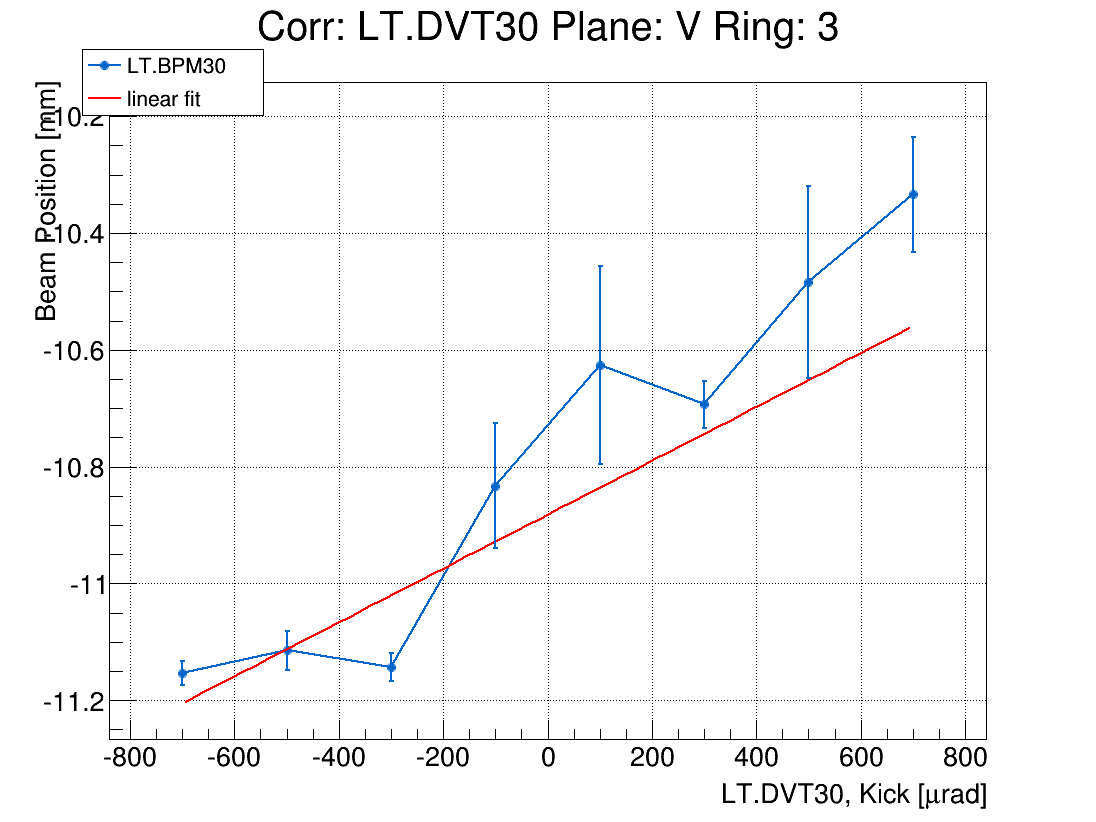 Corr: LT.DVT30 Plane: V Ring: 3
LT.BPM30
linear fit
Beam Position [mm]
-10.2
-10.4
-10.6
-10.8
-11
-11.2
-800 -600 -400 -200 0 200 400 600 800
LT.DVT30, Kick [μrad]